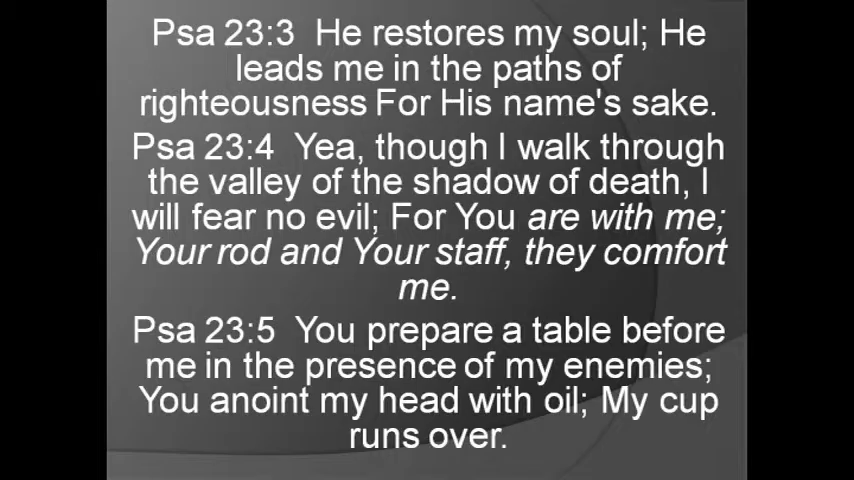 Psa 23:3  He restores my soul; He
leads me in the paths of
righteousness For His name's sake.
Psa 23:4  Yea, though I walk through
the valley of the shadow of death, I
will fear no evil; For You are with me;
Your rod and Your staff, they comfort
me.
Psa 23:5  You prepare a table before
me in the presence of my enemies;
You anoint my head with oil; My cup
runs over.